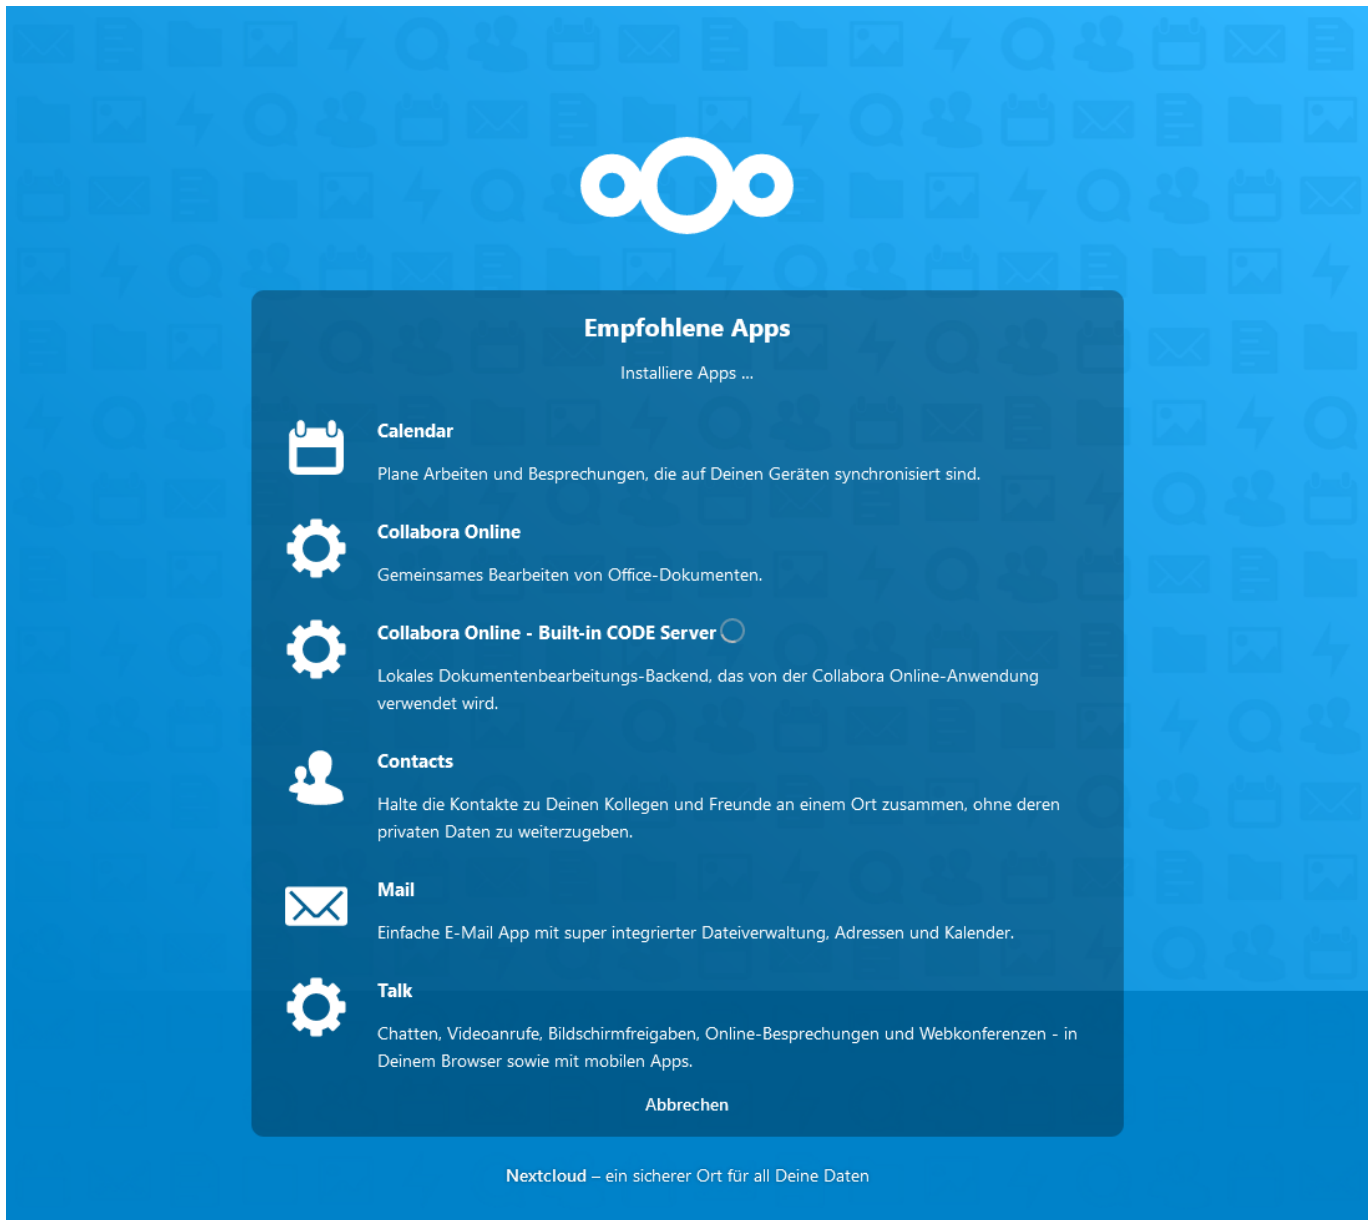 Empfohlene Apps
Installiere Apps ...
Calendar
Plane Arbeiten und Besprechungen, die auf Deinen Geräten synchronisiert sind.
Collabora Online
Gemeinsames Bearbeiten von Office-Dokumenten.
Collabora Online - Built-in CODE Server
Lokales Dokumentenbearbeitungs-Backend, das von der Collabora Online-Anwendung
verwendet wird.
Contacts
Halte die Kontakte zu Deinen Kollegen und Freunde an einem Ort zusammen, ohne deren
privaten Daten zu weiterzugeben.
Mail
Einfache E-Mail App mit super integrierter Dateiverwaltung, Adressen und Kalender.
Talk
Chatten, Videoanrufe, Bildschirmfreigaben, Online-Besprechungen und Webkonferenzen - in
Deinem Browser sowie mit mobilen Apps.
Abbrechen
Nextcloud – ein sicherer Ort für all Deine Daten